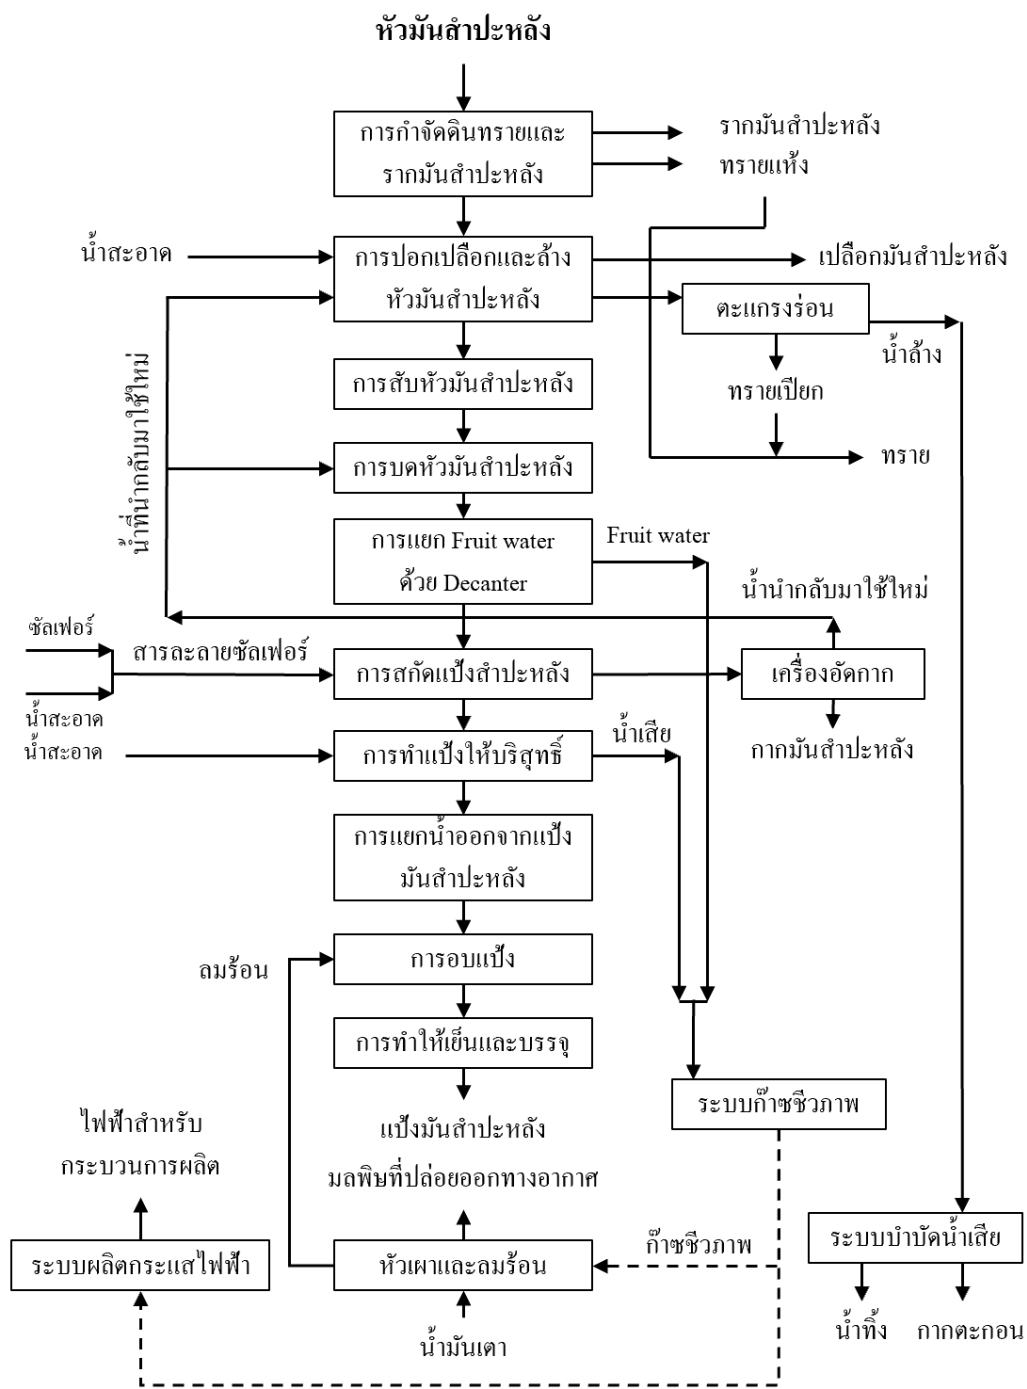 หัวมันสำปะหลัง
การกำจัดดินทรายและ
รากมันสำปะหลัง
รากมันสำปะหลัง
ทรายแห้ง
น้ำสะอาด
การปอกเปลือกและล้าง
หัวมันสำปะหลัง
เปลือกมันสำปะหลัง
ตะแกรงร่อน
น้ำล้าง
น้ำที่นำกลับมาใช้ใหม่
การสับหัวมันสำปะหลัง
ทรายเปียก
การบดหัวมันสำปะหลัง
ทราย
การแยก Fruit water
ด้วย Decanter
Fruit water
น้ำนำกลับมาใช้ใหม่
ซัลเฟอร์
สารละลายซัลเฟอร์
การสกัดแป้งสำปะหลัง
เครื่องอัดกาก
น้ำสะอาด
น้ำสะอาด
การทำแป้งให้บริสุทธิ์
น้ำเสีย
กากมันสำปะหลัง
การแยกน้ำออกจากแป้ง
มันสำปะหลัง
ลมร้อน
การอบแป้ง
การทำให้เย็นและบรรจุ
ระบบก๊าซชีวภาพ
ไฟฟ้าสำหรับ
กระบวนการผลิต
แป้งมันสำปะหลัง
มลพิษที่ปล่อยออกทางอากาศ
ระบบผลิตกระแสไฟฟ้า
หัวเผาและลมร้อน
ก๊าซชีวภาพ
ระบบบำบัดน้ำเสีย
น้ำมันเตา
น้ำทิ้ง
กากตะกอน